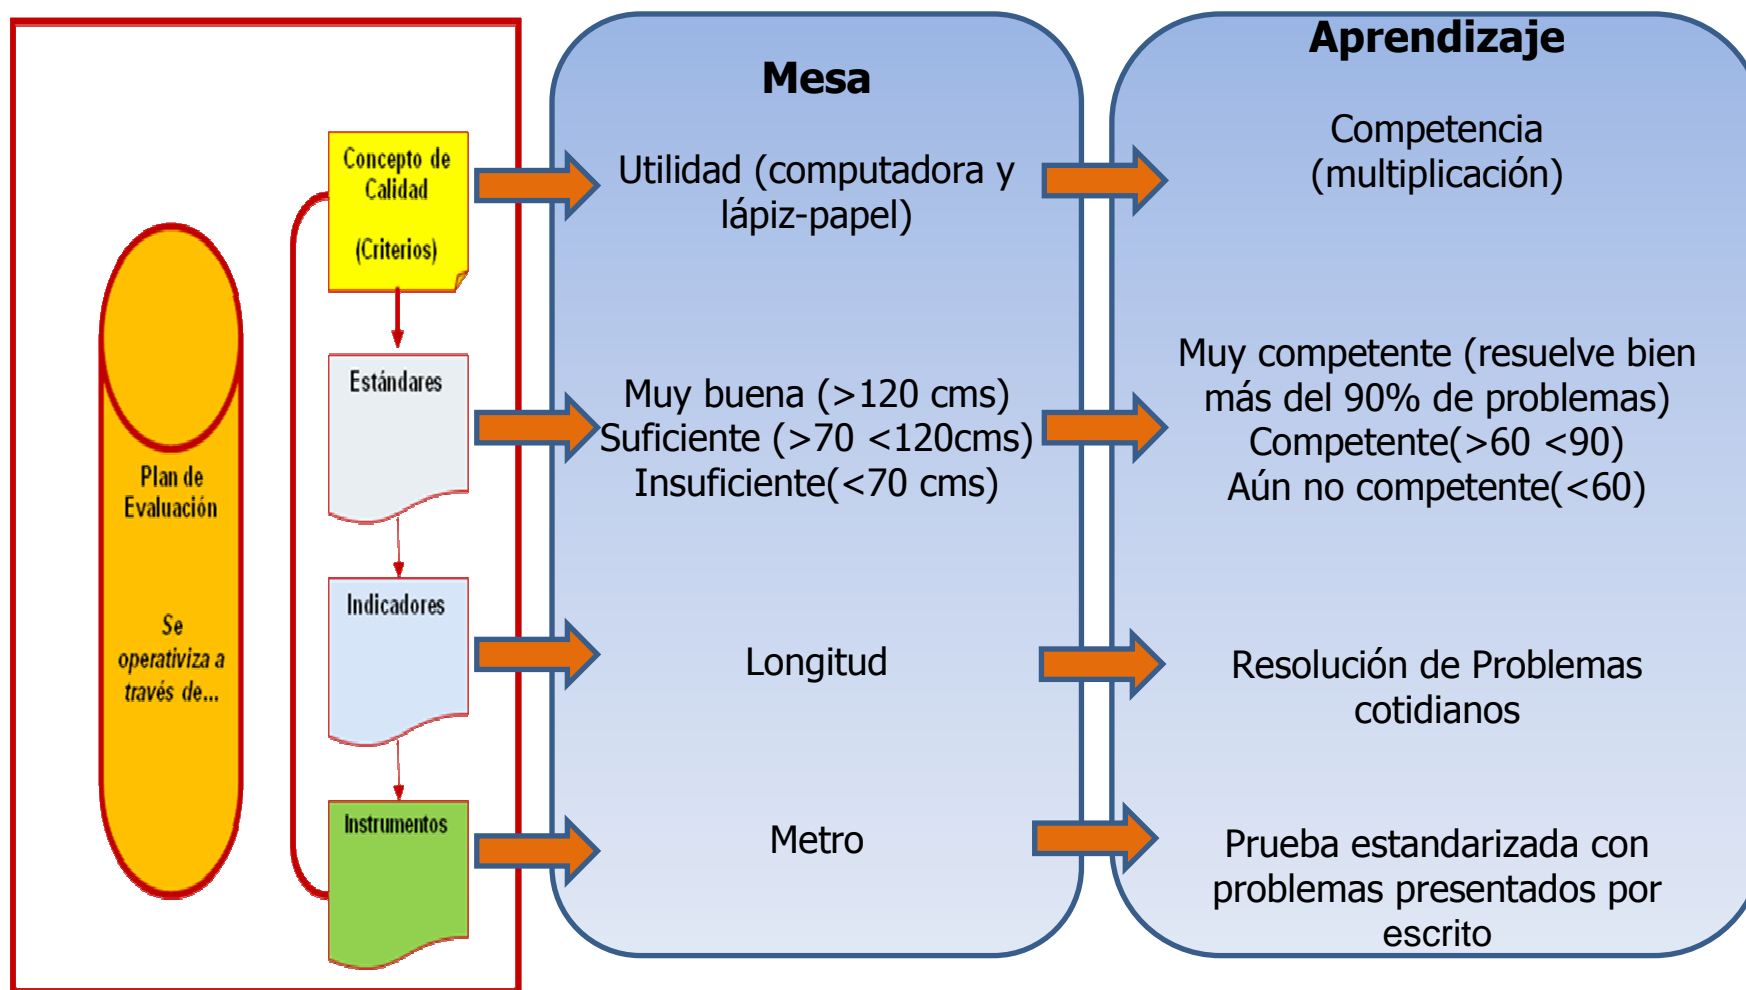 Plan de
Evaluación
Se
operativiza a
través de...
Concepto de
Calidad
(Criterios)
Estándares
Indicadores
Instrumentos
Mesa
Utilidad (computadora y
lápiz-papel)
Muy buena (>120 cms)
Suficiente (>70 <120cms)
Insuficiente(<70 cms)
Longitud
Metro
Aprendizaje
Competencia
(multiplicación)
Muy competente (resuelve bien
más del 90% de problemas)
Competente(>60 <90)
Aún no competente(<60)
Resolución de Problemas
cotidianos
Prueba estandarizada con
problemas presentados por
escrito